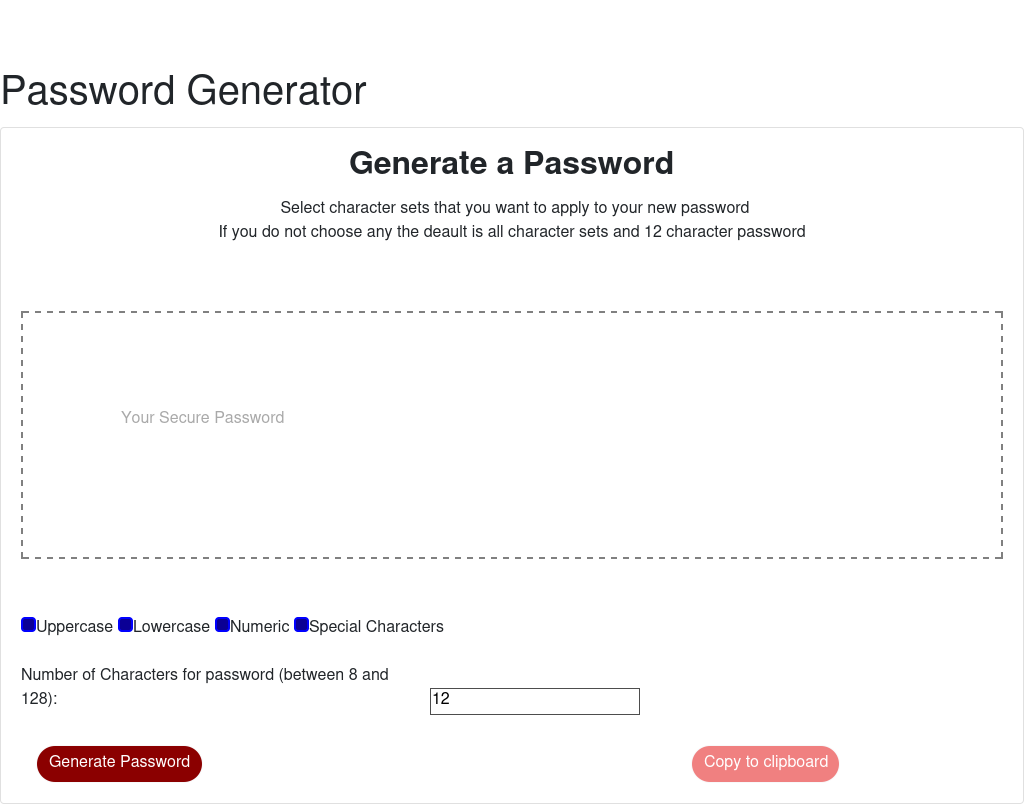 Password Generator
Generate a Password
Select character sets that you want to apply to your new password
If you do not choose any the deault is all character sets and 12 character password
Your Secure Password
Uppercase Lowercase Numeric Special Characters
Number of Characters for password (between 8 and
128):
12
Generate Password
Copy to clipboard